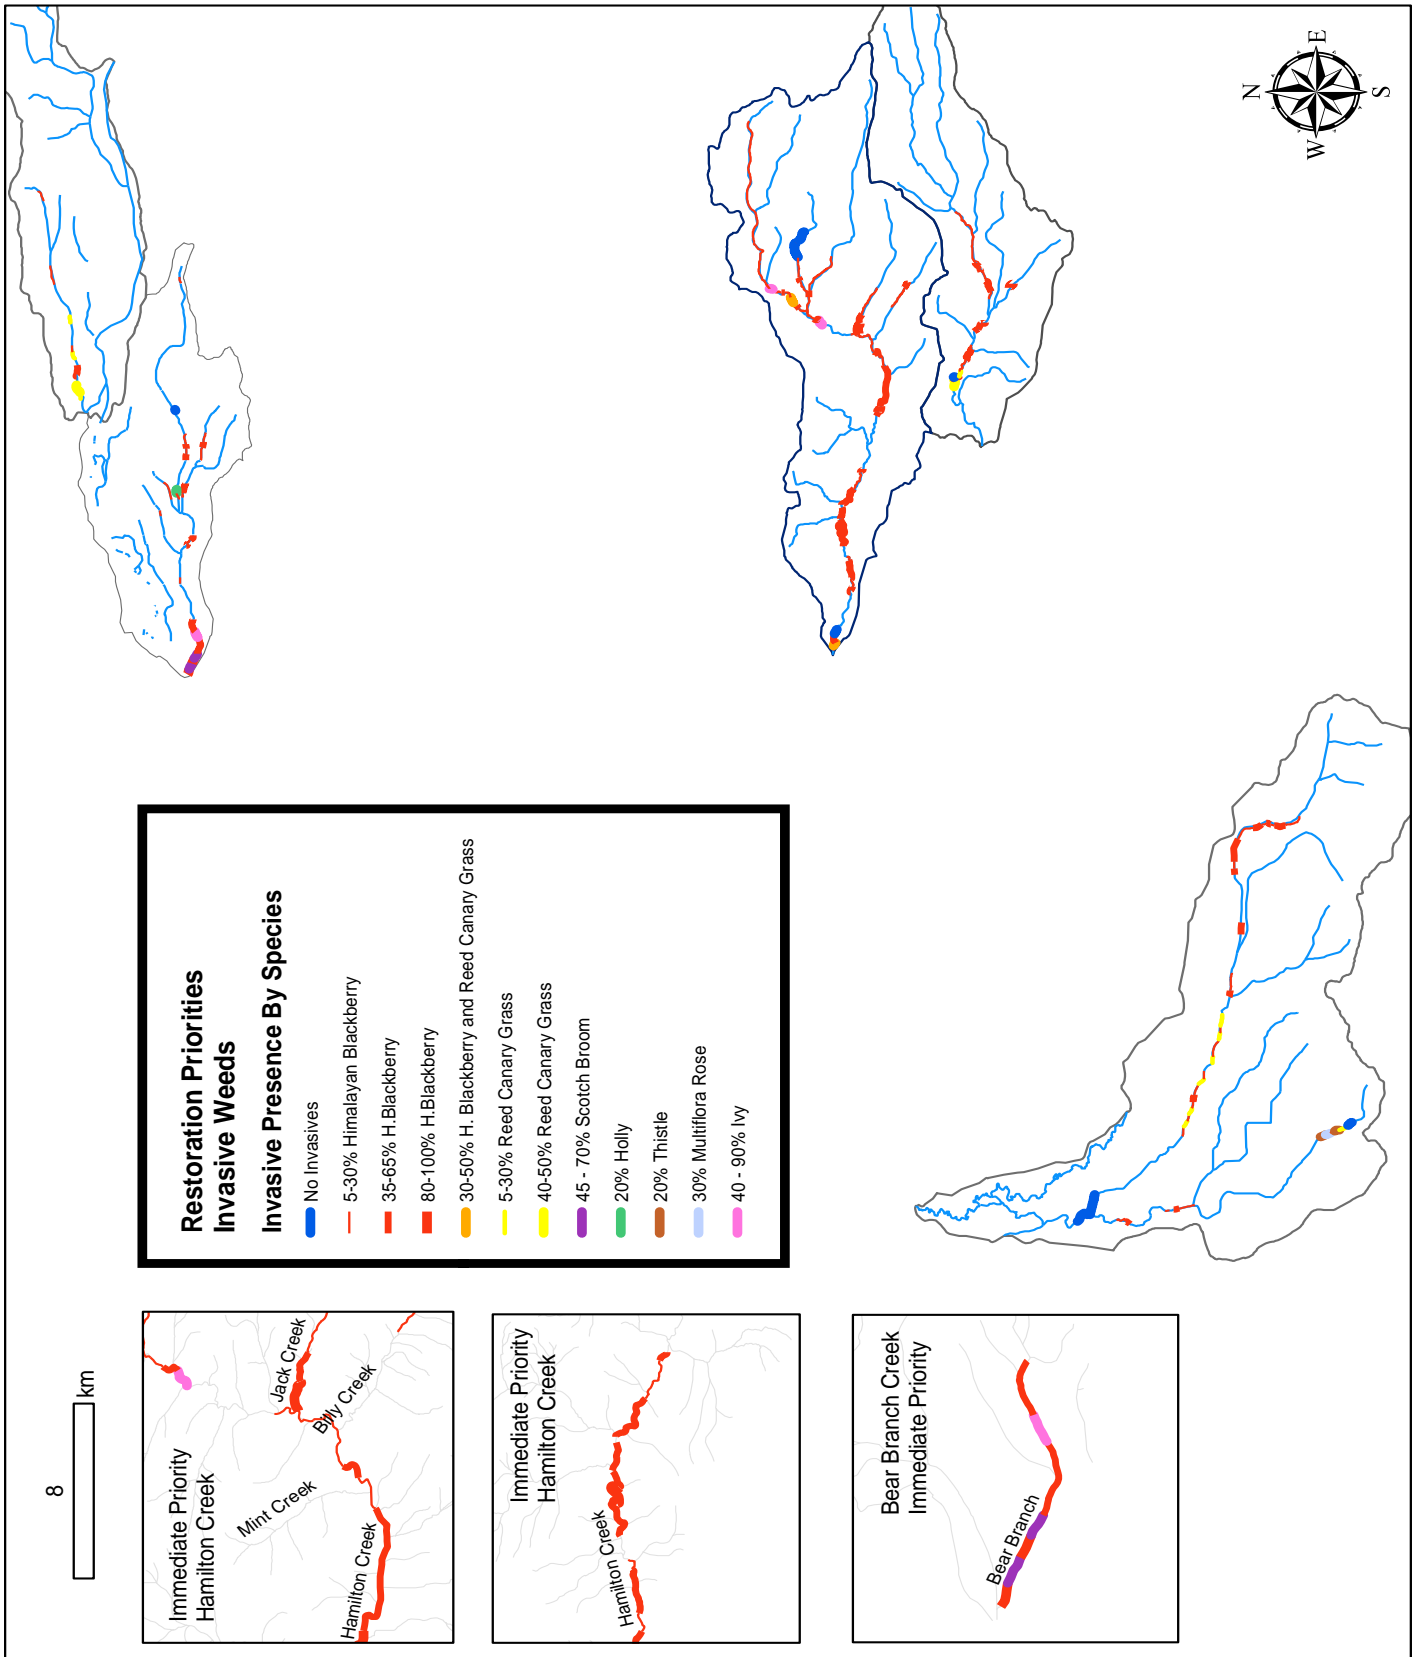 8
km
Immediate Priority
Hamilton Creek
Mint Creek
Jack Creek
Billy Creek
Hamilton Creek
Immediate Priority
Hamilton Creek
Hamilton Creek
Bear Branch Creek
Immediate Priority
Bear Branch
Restoration Priorities
Invasive Weeds
Invasive Presence By Species
No Invasives
5-30% Himalayan Blackberry
35-65% H.Blackberry
80-100% H.Blackberry
30-50% H. Blackberry and Reed Canary Grass
5-30% Reed Canary Grass
40-50% Reed Canary Grass
45 - 70% Scotch Broom
20% Holly
20% Thistle
30% Multiflora Rose
40 - 90% Ivy
N
E
S
W